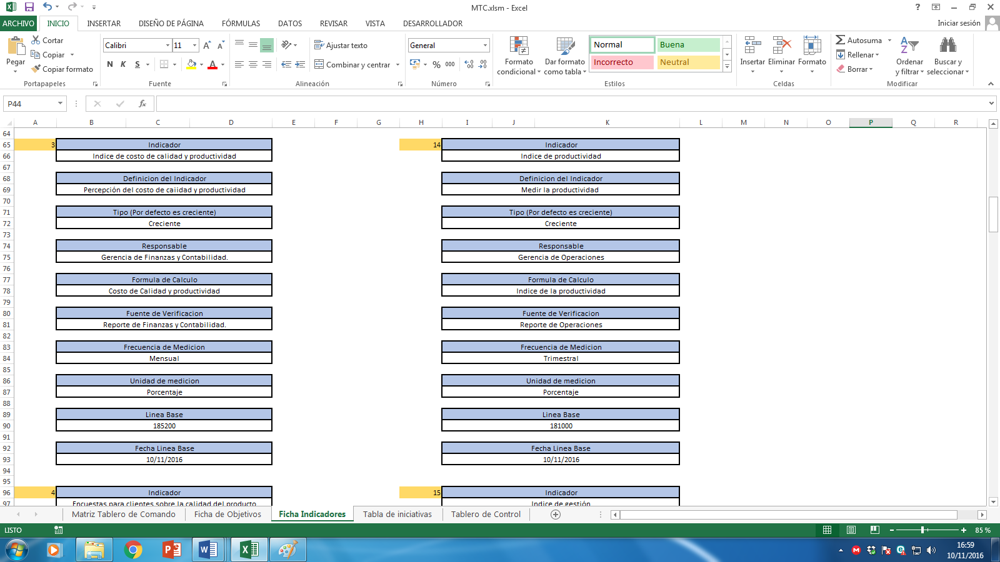 MTC.xlsm - Excel
ARCHIVO INICIO INSERTAR DISEÑO DE PÁGINA FÓRMULAS DATOS REVISAR VISTA DESARROLLADOR Iniciar sesión
Pegar
Cortar
Copiar
Copiar formato
Portapapeles
Calibri 11
N K S
Fuente
Ajustar texto
Combinar y centrar
Alineación
General
% 000
Número
Formato condicional
Dar formato como tabla
Normal Buena
Incorrecto Neutral
Estilos
Insertar Eliminar Formato
Celdas
Autosuma
Rellenar
Borrar
Ordenar y filtrar
Buscar y seleccionar
Modificar
P44
A B C D E F G H I J K L M N O P Q R
64
65 3 Indicador 14 Indicador
66 Indice de costo de calidad y productividad Indice de productividad
67
68 Definicion del Indicador Definicion del Indicador
69 Percepción del costo de calidad y productividad Medir la productividad
70
71 Tipo (Por defecto es creciente) Tipo (Por defecto es creciente)
72 Creciente Creciente
73
74 Responsable Responsable
75 Gerencia de Finanzas y Contabilidad. Gerencia de Operaciones
76
77 Formula de Calculo Formula de Calculo
78 Costo de Calidad y productividad Indice de la productividad
79
80 Fuente de Verificacion Fuente de Verificacion
81 Reporte de Finanzas y Contabilidad. Reporte de Operaciones
82
83 Frecuencia de Medicion Frecuencia de Medicion
84 Mensual Trimestral
85
86 Unidad de medicion Unidad de medicion
87 Porcentaje Porcentaje
88
89 Linea Base Linea Base
90 185200 181000
91
92 Fecha Linea Base Fecha Linea Base
93 10/11/2016 10/11/2016
94
95
96 4 Indicador 15 Indicador
97 Encuestas para clientes sobre la calidad del producto Indice de gestión
Matriz Tablero de Comando Ficha de Objetivos Ficha Indicadores Tabla de iniciativas Tablero de Control
LISTO 85 %
16:59
10/11/2016